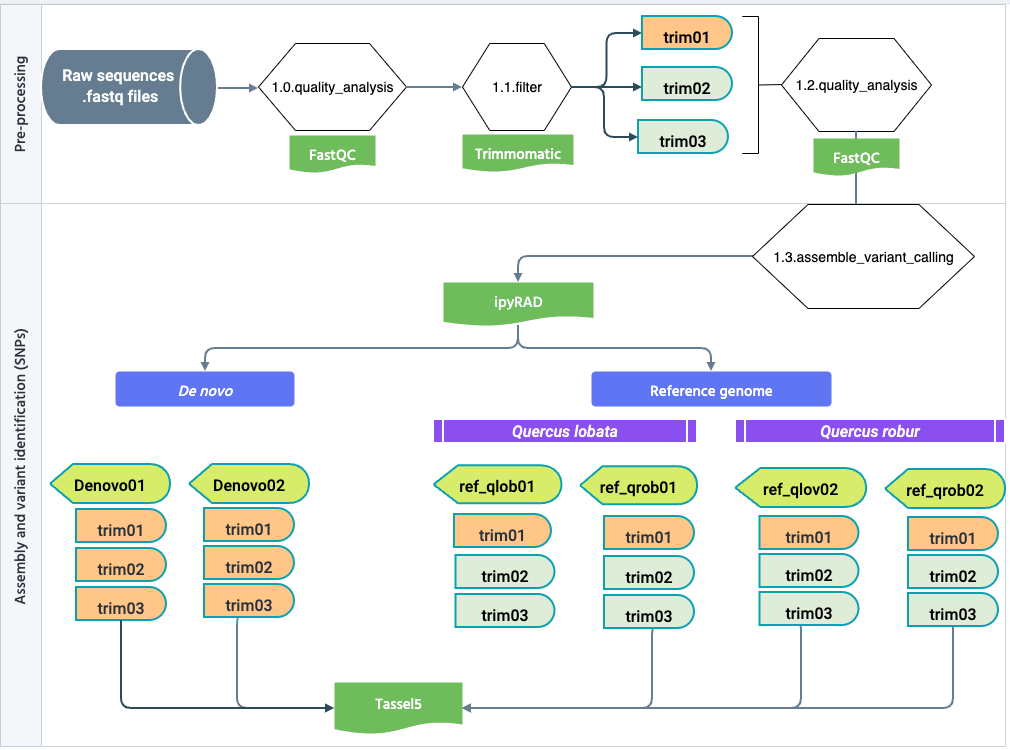 Pre-processing
Raw sequences
.fastq files
1.0.quality_analysis
FastQC
1.1.filter
Trimmomatic
trim01
trim02
trim03
1.2.quality_analysis
FastQC
Assembly and variant identification (SNPs)
1.3.assemble_variant_calling
ipyRAD
De novo
Reference genome
Quercus lobata
Quercus robur
Denovo01
trim01
trim02
trim03
Denovo02
trim01
trim02
trim03
ref_qlob01
trim01
trim02
trim03
ref_qrob01
trim01
trim02
trim03
ref_qlov02
trim01
trim02
trim03
ref_qrob02
trim01
trim02
trim03
Tassel5